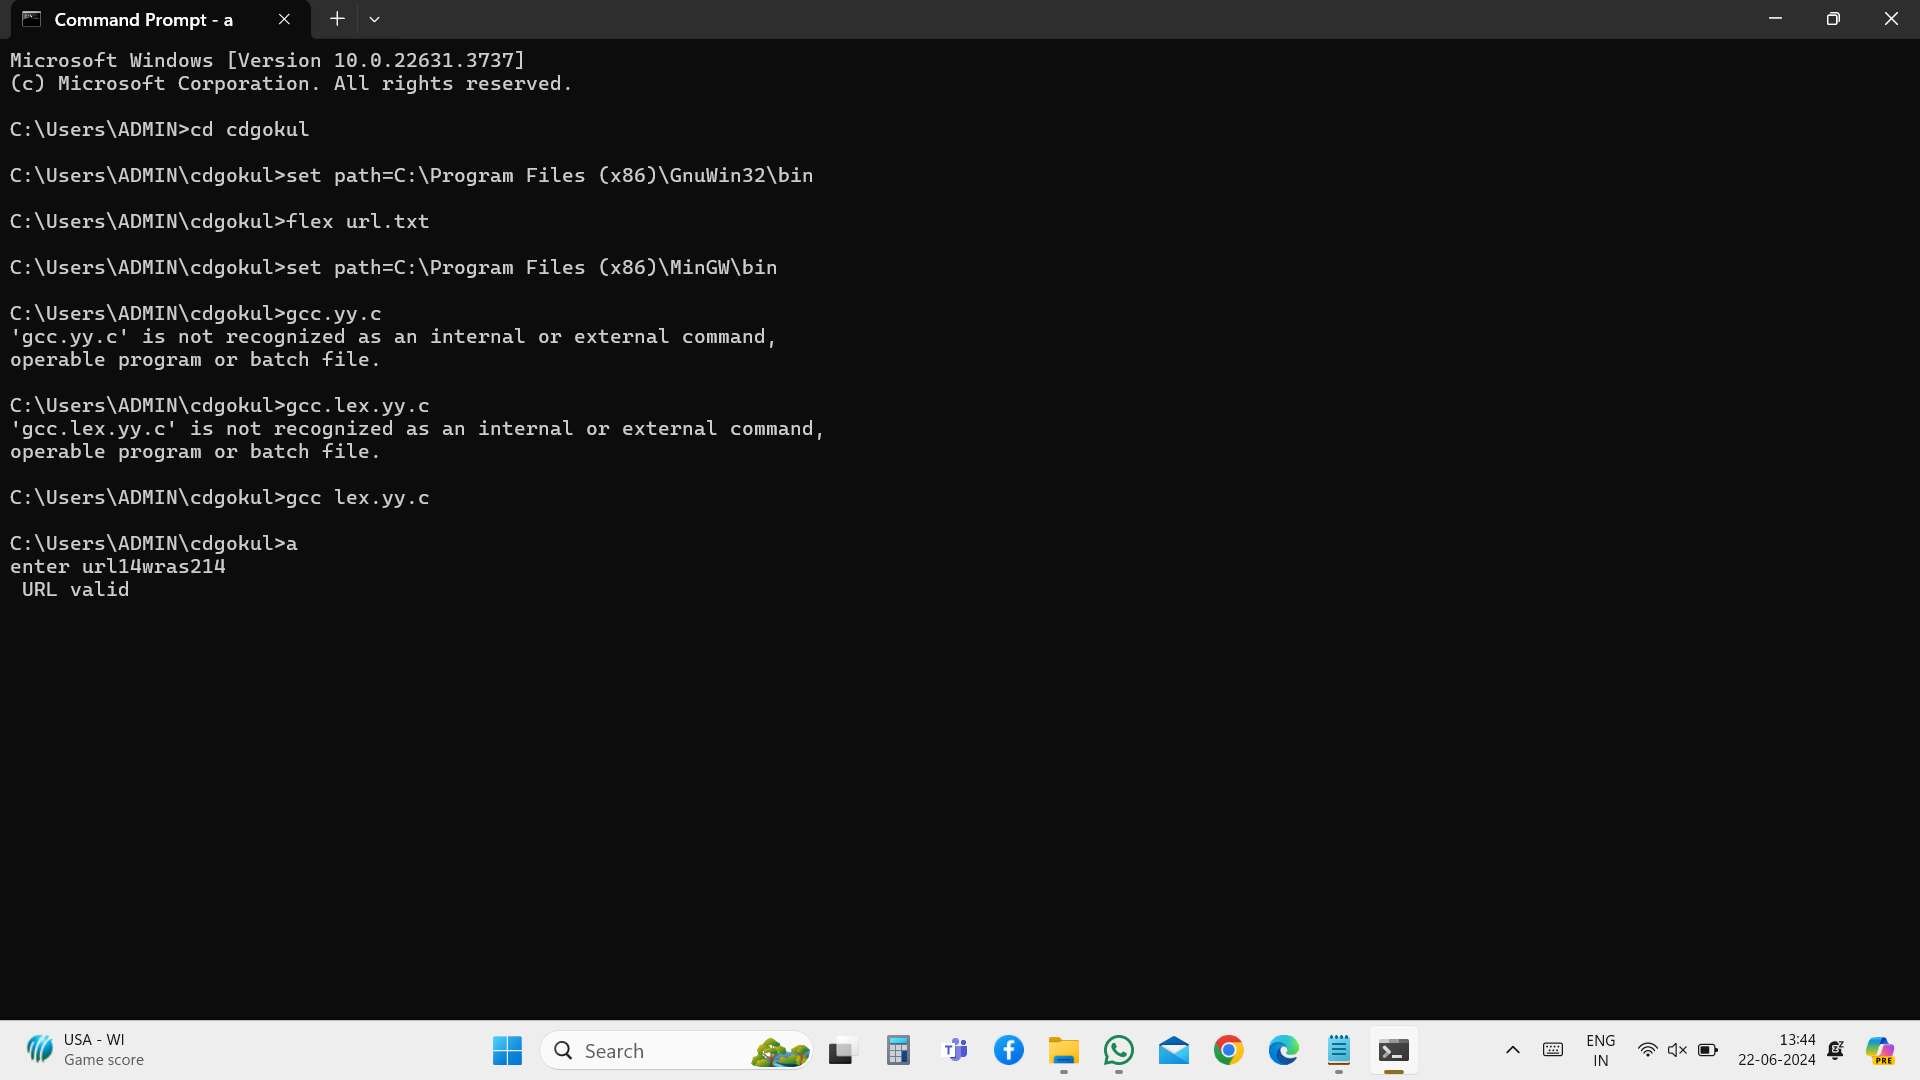 Command Prompt - a
Microsoft Windows [Version 10.0.22631.3737]
(c) Microsoft Corporation. All rights reserved.
C:\Users\ADMIN>cd cdgokul
C:\Users\ADMIN\cdgokul>set path=C:\Program Files (x86)\GnuWin32\bin
C:\Users\ADMIN\cdgokul>flex url.txt
C:\Users\ADMIN\cdgokul>set path=C:\Program Files (x86)\MinGW\bin
C:\Users\ADMIN\cdgokul>gcc.yy.c
'gcc.yy.c' is not recognized as an internal or external command,
operable program or batch file.
C:\Users\ADMIN\cdgokul>gcc.lex.yy.c
'gcc.lex.yy.c' is not recognized as an internal or external command,
operable program or batch file.
C:\Users\ADMIN\cdgokul>gcc lex.yy.c
C:\Users\ADMIN\cdgokul>a
enter url14wras214
 URL valid
USA - WI
Game score
Search
ENG
IN
13:44
22-06-2024
PRE